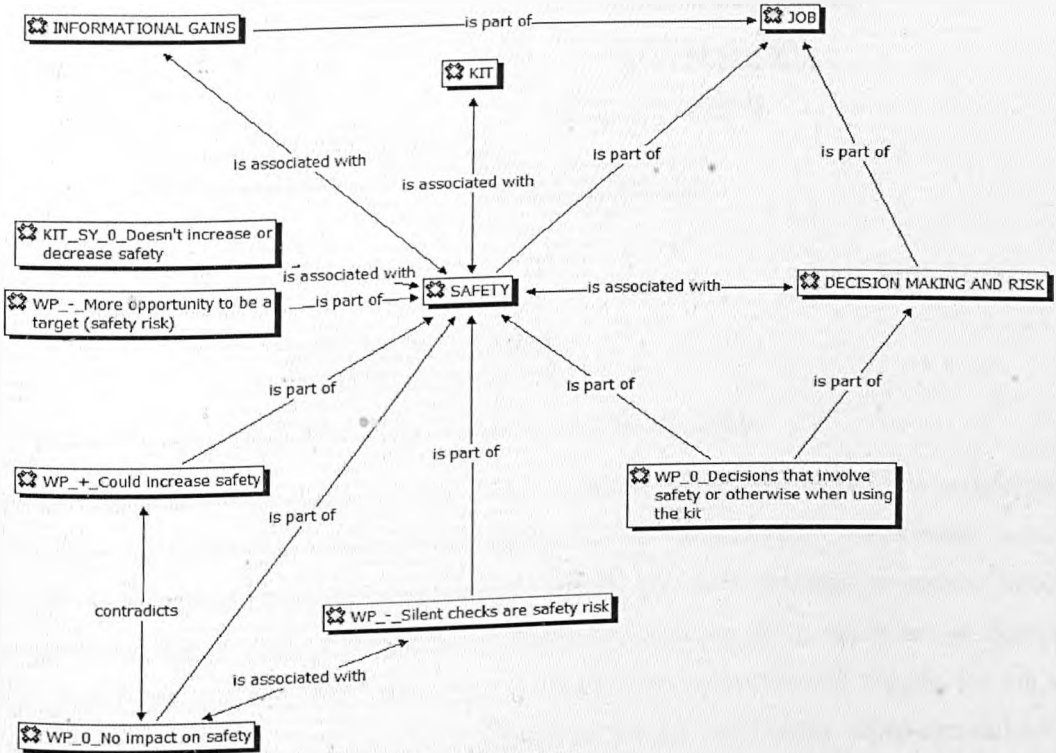 is part of
INFORMATIONAL GAINS
JOB
KIT
is associated with
is part of
is part of
is associated with
KIT_SY_0_Doesn't increase or
decrease safety
is associated with
SAFETY
is associated with
DECISION MAKING AND RISK
WP_-_More opportunity to be a
target (safety risk)
is part of
is part of
is part of
is part of
is part of
WP_+_Could increase safety
WP_0_Decisions that involve
safety or otherwise when using
the kit
is part of
contradicts
WP_-_Silent checks are safety risk
is associated with
WP_0_No impact on safety